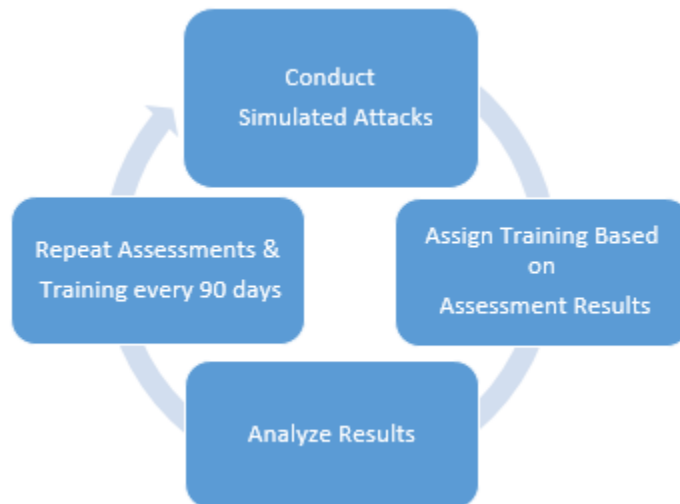 Conduct
Simulated Attacks
Assign Training Based
on
Assessment Results
Analyze Results
Repeat Assessments &
Training every 90 days